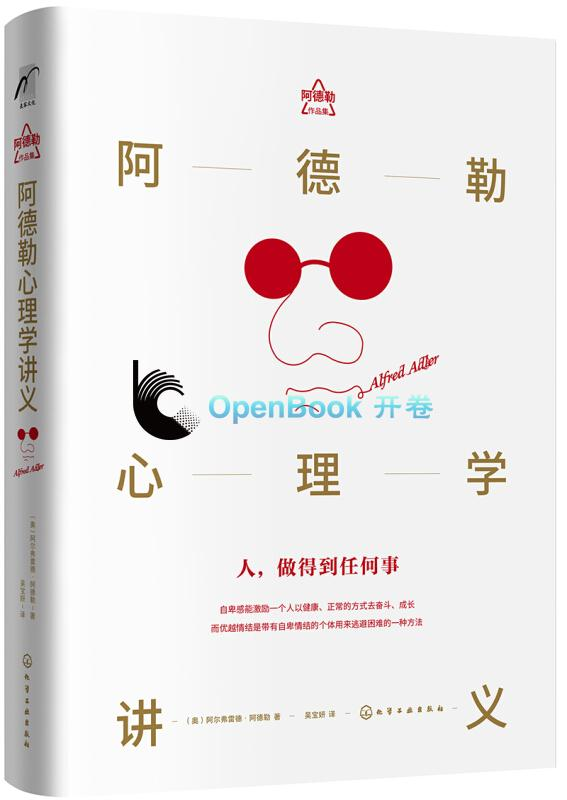 美容文化
阿德勒
作品集
阿德勒心理学讲义
Alfred Adler
（奥）阿尔弗雷德·阿德勒 著
吴宝妍 译
化学工业出版社
阿德勒
作品集
阿 德 勒
Alfred Adler
OpenBook 开卷
心 理 学
人，做得到任何事
自卑感能激励一个人以健康、正常的方式去奋斗、成长
而优越情结是带有自卑情结的个体用来逃避困难的一种方法
讲 （奥）阿尔弗雷德·阿德勒 著 吴宝妍 译 化学工业出版社 义